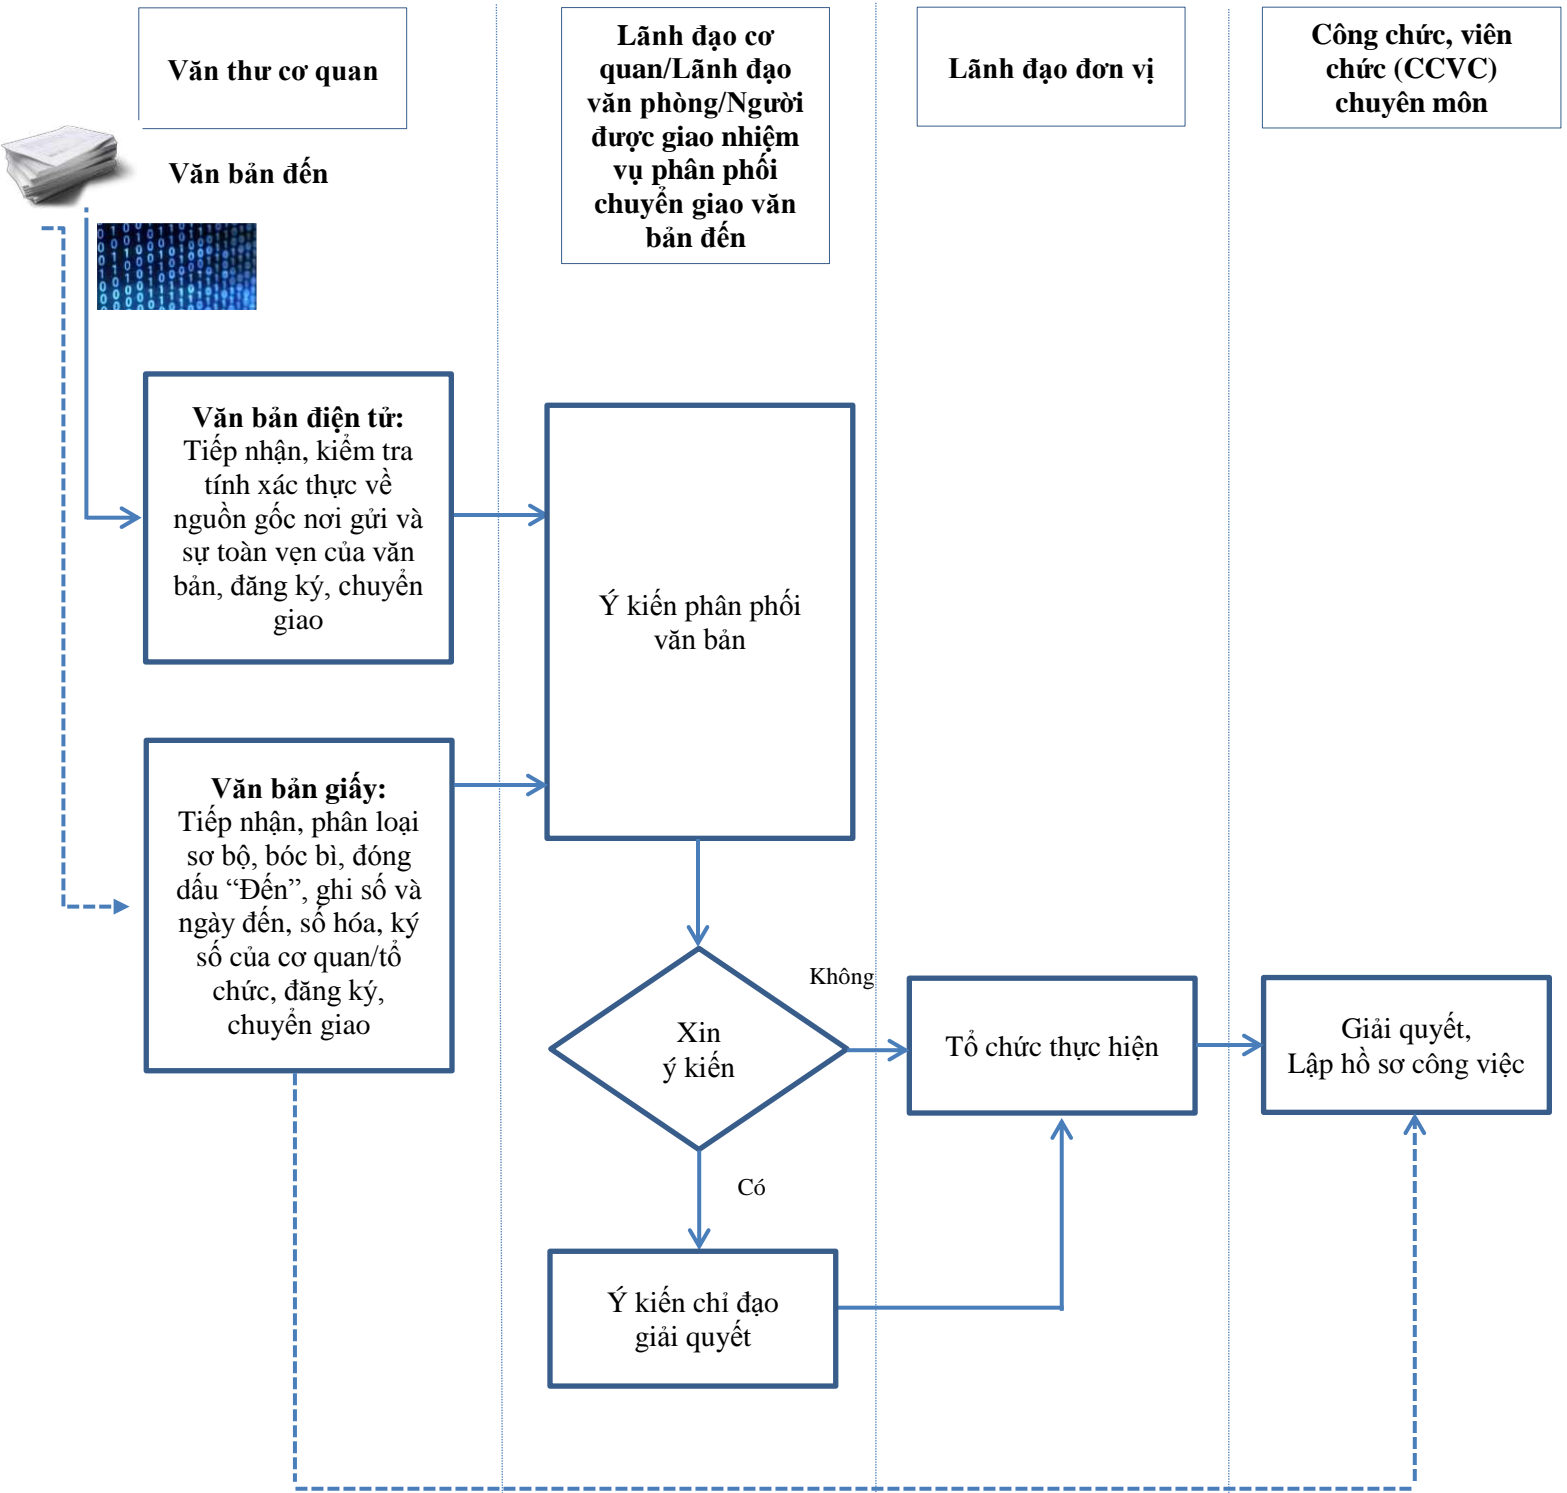 Văn thư cơ quan
Lãnh đạo cơ
quan/Lãnh đạo
văn phòng/Người
được giao nhiệm
vụ phân phối
chuyển giao văn
bản đến
Lãnh đạo đơn vị
Công chức, viên
chức (CCVC)
chuyên môn
Văn bản đến
Văn bản điện tử:
Tiếp nhận, kiểm tra
tính xác thực về
nguồn gốc nơi gửi và
sự toàn vẹn của văn
bản, đăng ký, chuyển
giao
Ý kiến phân phối
văn bản
Văn bản giấy:
Tiếp nhận, phân loại
sơ bộ, bóc bì, đóng
dấu “Đến”, ghi số và
ngày đến, số hóa, ký
số của cơ quan/tổ
chức, đăng ký,
chuyển giao
Không
Xin
ý kiến
Tổ chức thực hiện
Giải quyết,
Lập hồ sơ công việc
Có
Ý kiến chỉ đạo
giải quyết